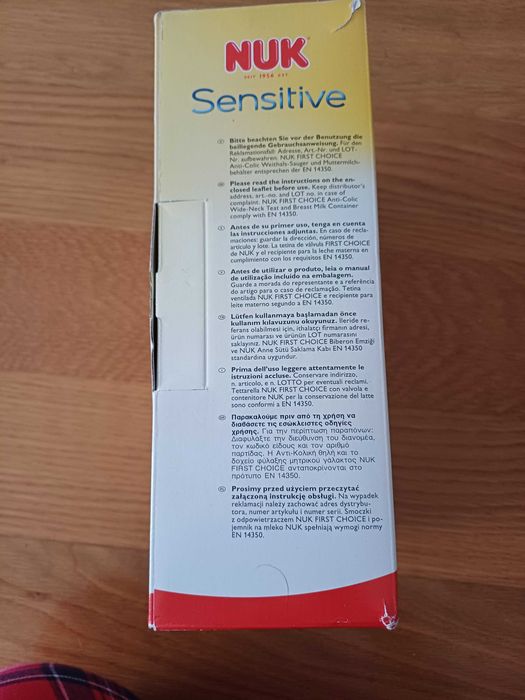 NUK
SEIT 1956 EST.
Sensitive
Bitte beachten Sie vor der Benutzung die
beiliegende Gebrauchsanweisung. Für den
Reklamationsfall: Adresse, Art.-Nr. und LOT-
Nr. aufbewahren. NUK FIRST CHOICE
Anti-Colic Weithals-Sauger und Muttermilch-
behälter entsprechen der EN 14350.
Please read the instructions on the en-
closed leaflet before use. Keep distributor's
address, art.-no. and LOT no. in case of
complaint. NUK FIRST CHOICE Anti-Colic
Wide-Neck Teat and Breast Milk Container
comply with EN 14350.
Antes de su primer uso, tenga en cuenta
las instrucciones adjuntas. En caso de recla-
maciones: guardar la dirección, números de
artículo y lote. La tetina de válvula FIRST CHOICE
de NUK y el recipiente para la leche materna en
cumplimiento con los requisitos EN 14350.
Antes de utilizar o produto, leia o manual
de utilização incluído na embalagem.
Guarde a morada do representante e a referência
do artigo para o caso de reclamação. Tetina
ventilada NUK FIRST CHOICE e recipiente para
leite materno segundo a EN 14350.
Lütfen kullanmaya başlamadan önce
kullanım kılavuzunu okuyunuz. İleride re-
ferans olabilmesi için, ithalatçı firmanın adresi,
ürün numarası ve ürünün LOT numarasını
saklayınız. NUK FIRST CHOICE Biberon Emziği
ve NUK Anne Sütü Saklama Kabı EN 14350
standardına uygundur.
Prima dell'uso leggere attentamente le
istruzioni accluse. Conservare indirizzo,
n. articolo, e n. LOTTO per eventuali reclami.
Tettarella NUK FIRST CHOICE con valvola e
contenitore NUK per la conservazione del latte
sono conformi a EN 14350.
Παρακαλούμε πριν από τη χρήση να
διαθάσετε τις εσώκλειστες οδηγίες
χρήσης. Για την περίπτωση παραπόνων:
Διαφυλάξτε την διεύθυνση του διανομέα,
τον κωδικό είδους και τον αριθμό
παρτίδας. Η Αντι-Κολική θηλή και το
δοχείο φύλαξης μητρικού γάλακτος NUK
FIRST CHOICE ανταποκρίνονται στο
πρότυπο EN 14350.
Prosimy przed użyciem przeczytać
załączoną instrukcję obsługi. Na wypadek
reklamacji należy zachować adres dystrybu-
tora, numer artykułu i numer serii. Smoczki
z odpowietrzaczem NUK FIRST CHOICE i po-
jemnik na mleko NUK spełniają wymogi normy
EN 14350.